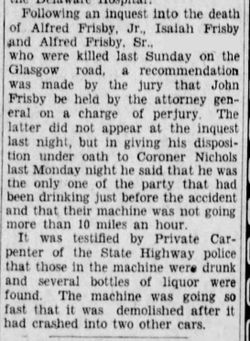 the Delaware Hospital.
Following an inquest into the death
of Alfred Frisby, Jr., Isaiah Frisby
and Alfred Frisby, Sr.,
who were killed last Sunday on the
Glasgow road, a recommendation
was made by the jury that John
Frisby be held by the attorney gen-
eral on a charge of perjury. The
latter did not appear at the inquest
last night, but in giving his dispos-
ition under oath to Coroner Nichols
last Monday night he said that he was
the only one of the party that had
been drinking just before the accident
and that their machine was not going
more than 10 miles an hour.
It was testified by Private Car-
penter of the State Highway police
that those in the machine were drunk
and several bottles of liquor were
found. The machine was going so
fast that it was demolished after it
had crashed into two other cars.